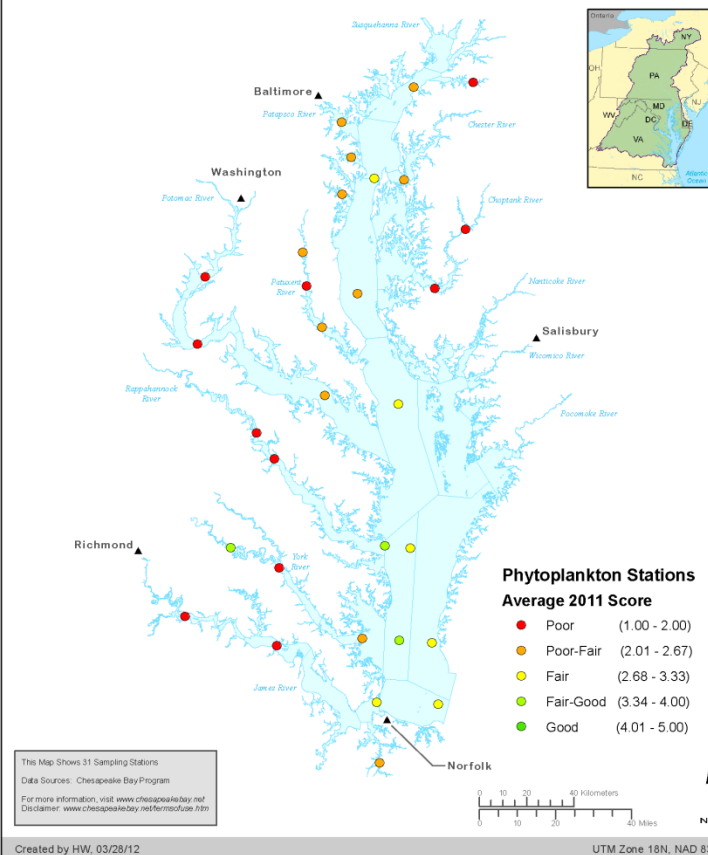 Ontario
NY
OH
PA
NJ
MD
WV
DC
DE
VA
NC
Atlantic
Ocean
Susquehanna River
Baltimore
Patapsco River
Chester River
Washington
Potomac River
Choptank River
Patuxent
River
Nanticoke River
Salisbury
Wicomico River
Rappahannock
River
Pocomoke River
Richmond
York
River
James River
Norfolk
Phytoplankton Stations
Average 2011 Score
Poor (1.00 - 2.00)
Poor-Fair (2.01 - 2.67)
Fair (2.68 - 3.33)
Fair-Good (3.34 - 4.00)
Good (4.01 - 5.00)
This Map Shows 31 Sampling Stations
Data Sources: Chesapeake Bay Program
For more information, visit www.chesapeakebay.net
Disclaimer: www.chesapeakebay.net/termsofuse.htm
0 10 20 40 Kilometers
0 10 20 40 Miles
N
Created by HW, 03/28/12
UTM Zone 18N, NAD 83